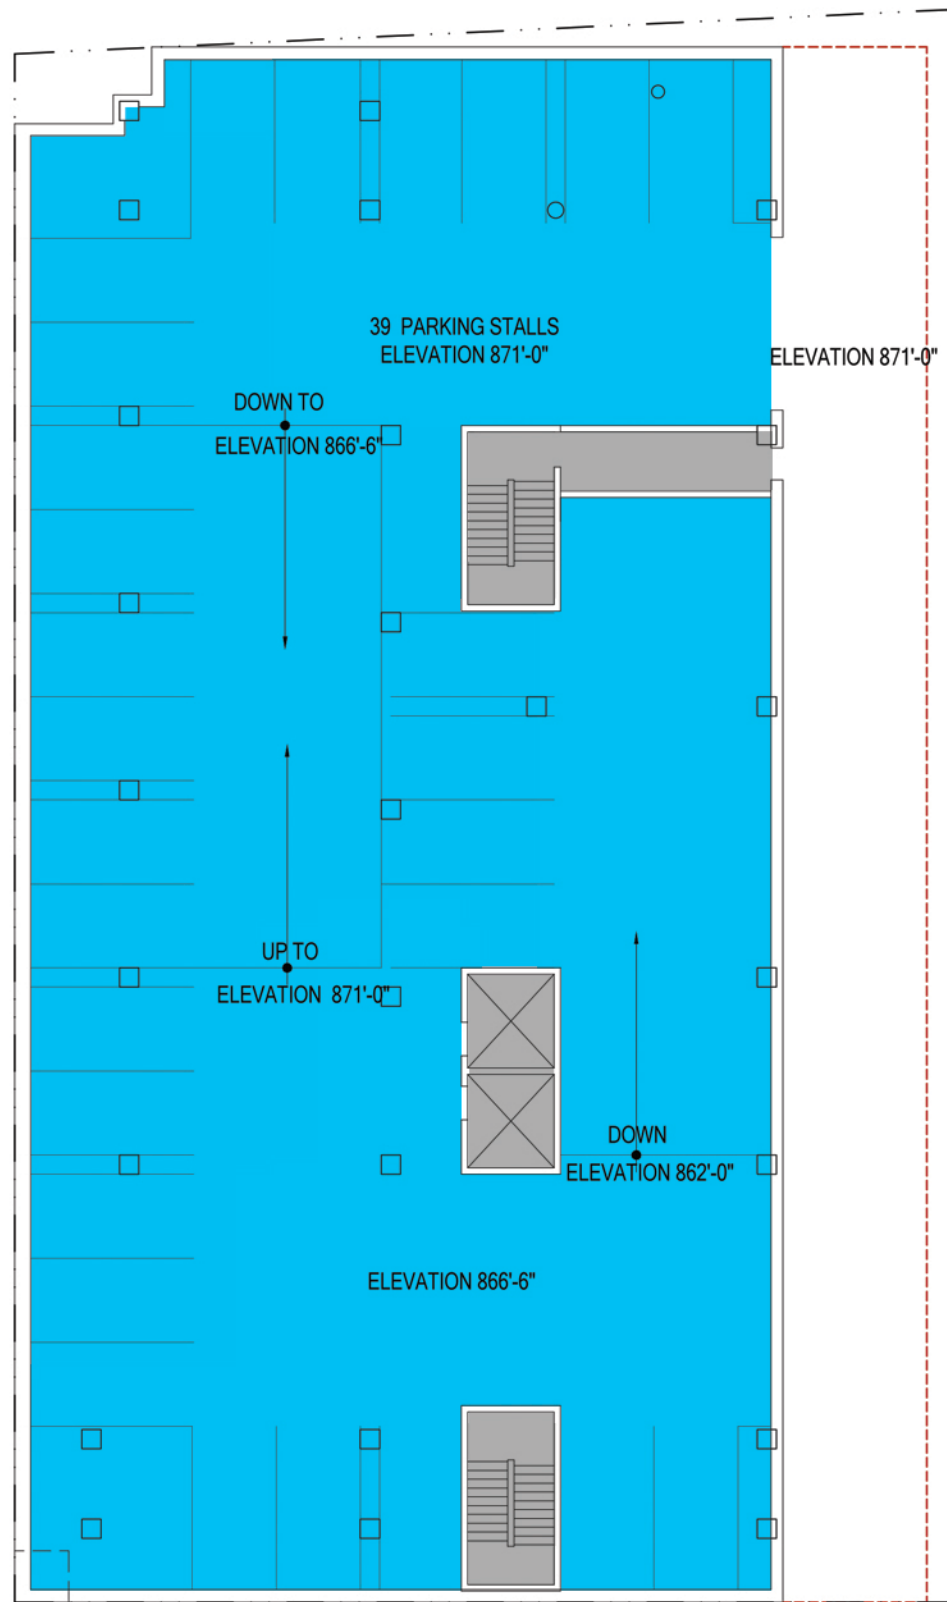 39 PARKING STALLS
ELEVATION 871'-0"
ELEVATION 871'-0"
DOWN TO
ELEVATION 866'-6"
UP TO
ELEVATION 871'-0"
DOWN
ELEVATION 862'-0"
ELEVATION 866'-6"